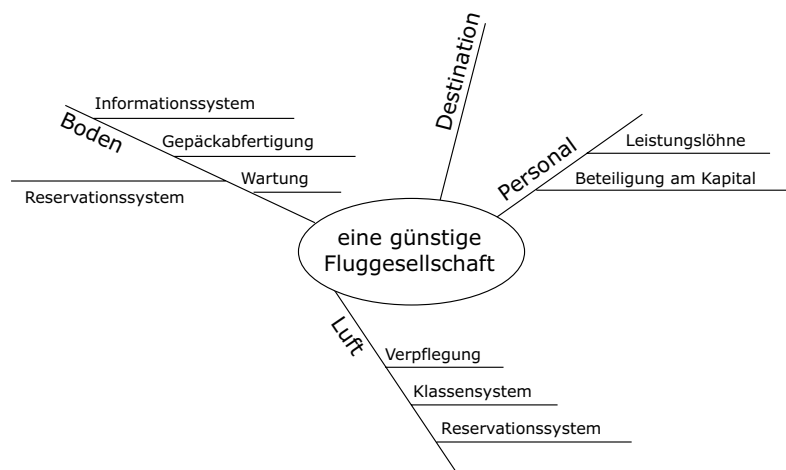 Destination
Informationssystem
Boden
Gepäckabfertigung
Wartung
Reservationssystem
Personal
Leistungslöhne
Beteiligung am Kapital
eine günstige
Fluggesellschaft
Luft
Verpflegung
Klassensystem
Reservationssystem